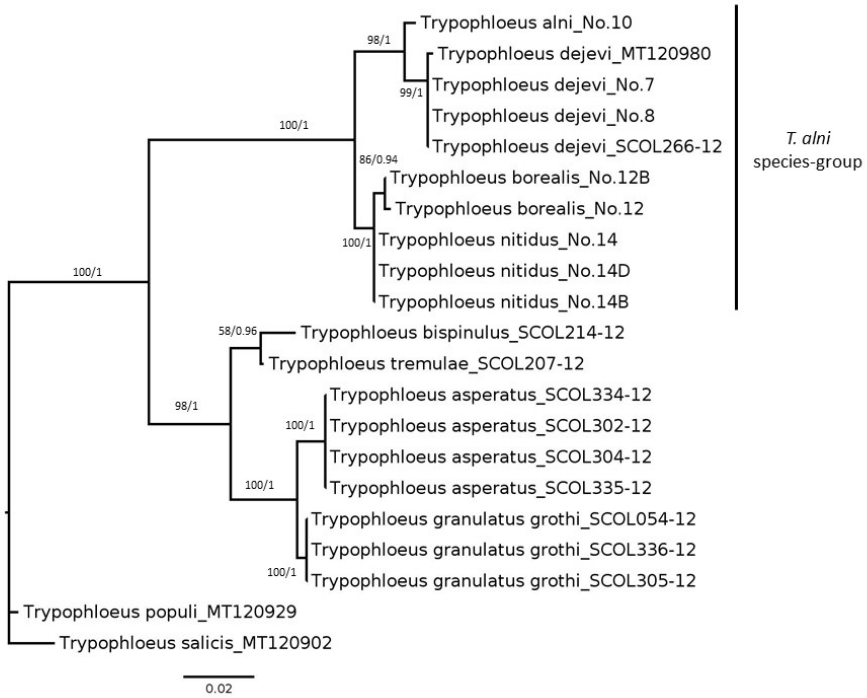 Trypophloeus alni_No.10
98/1
Trypophloeus dejevi_MT120980
Trypophloeus dejevi_No.7
99/1
Trypophloeus dejevi_No.8
100/1
T. alni
species-group
Trypophloeus dejevi_SCOL266-12
86/0.94
Trypophloeus borealis_No.12B
Trypophloeus borealis_No.12
100/1
Trypophloeus nitidus_No.14
Trypophloeus nitidus_No.14D
100/1
Trypophloeus nitidus_No.14B
58/0.96
Trypophloeus bispinulus_SCOL214-12
Trypophloeus tremulae_SCOL207-12
Trypophloeus asperatus_SCOL334-12
98/1
100/1
Trypophloeus asperatus_SCOL302-12
Trypophloeus asperatus_SCOL304-12
100/1
Trypophloeus asperatus_SCOL335-12
Trypophloeus granulatus grothi_SCOL054-12
Trypophloeus granulatus grothi_SCOL336-12
100/1
Trypophloeus granulatus grothi_SCOL305-12
Trypophloeus populi_MT120929
Trypophloeus salicis_MT120902
0.02